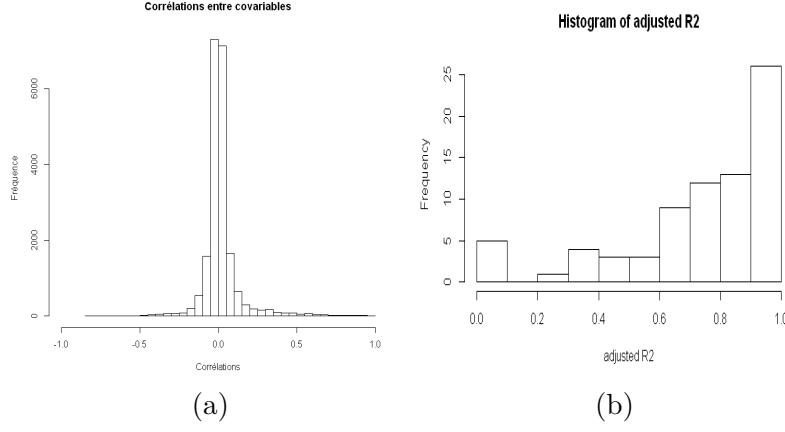 Corrélations entre covariables
Fréquence
0
2000
4000
6000
-1.0
-0.5
0.0
0.5
1.0
Corrélations
(a)
Histogram of adjusted R2
Frequency
0
5
10
15
20
25
0.0
0.2
0.4
0.6
0.8
1.0
adjusted R2
(b)